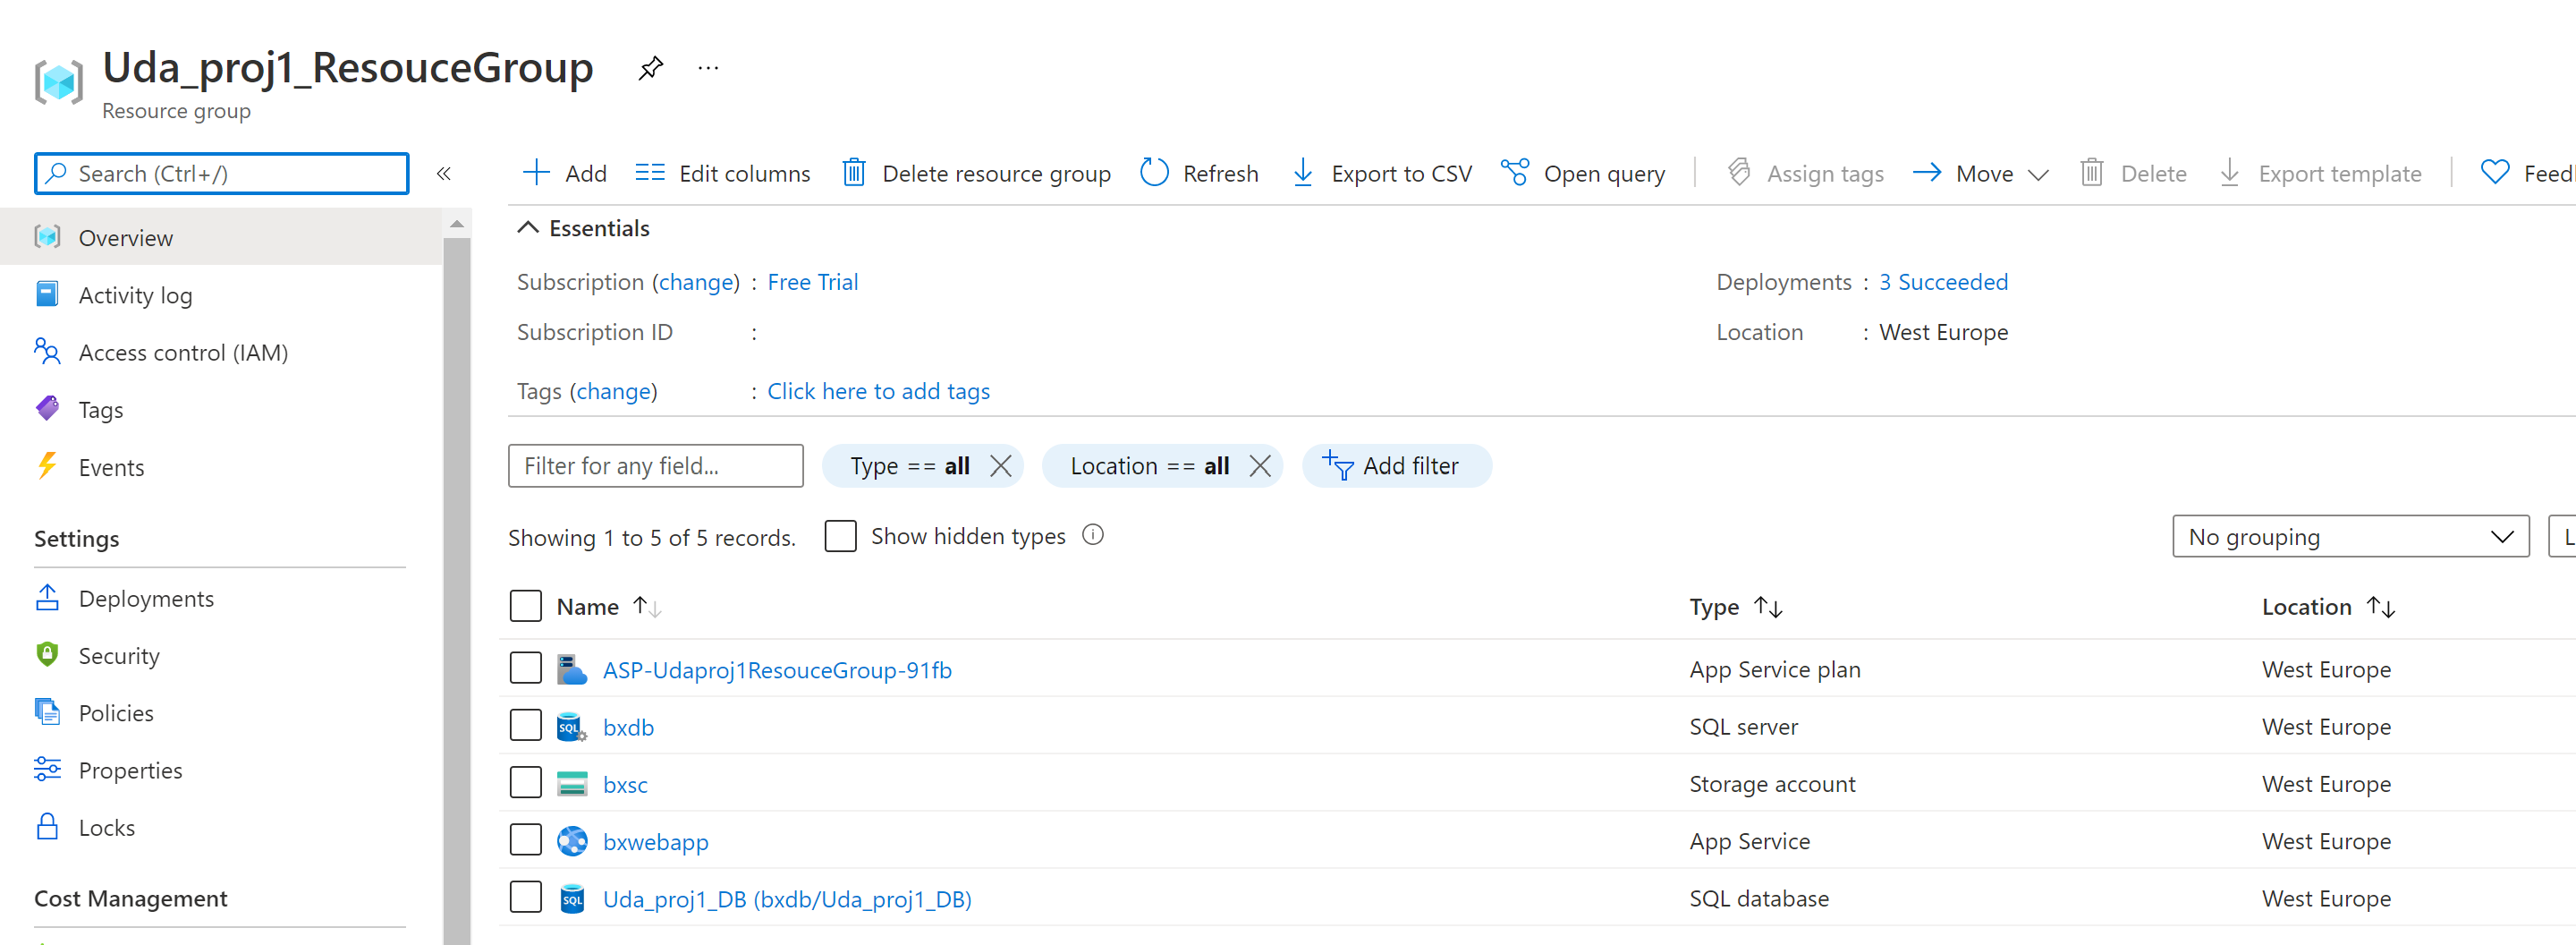 Uda_proj1_ResouceGroup
Resource group
Search (Ctrl+/)
Add Edit columns Delete resource group Refresh Export to CSV Open query Assign tags Move Delete Export template
Overview
Activity log
Access control (IAM)
Tags
Events
Settings
Deployments
Security
Policies
Properties
Locks
Cost Management
Essentials
Subscription (change) : Free Trial Deployments : 3 Succeeded
Subscription ID : Location : West Europe
Tags (change) : Click here to add tags
Filter for any field... Type == all Location == all Add filter
Showing 1 to 5 of 5 records. Show hidden types No grouping
Name Type Location
ASP-Udaproj1ResouceGroup-91fb App Service plan West Europe
bxdb SQL server West Europe
bxsc Storage account West Europe
bxwebapp App Service West Europe
Uda_proj1_DB (bxdb/Uda_proj1_DB) SQL database West Europe